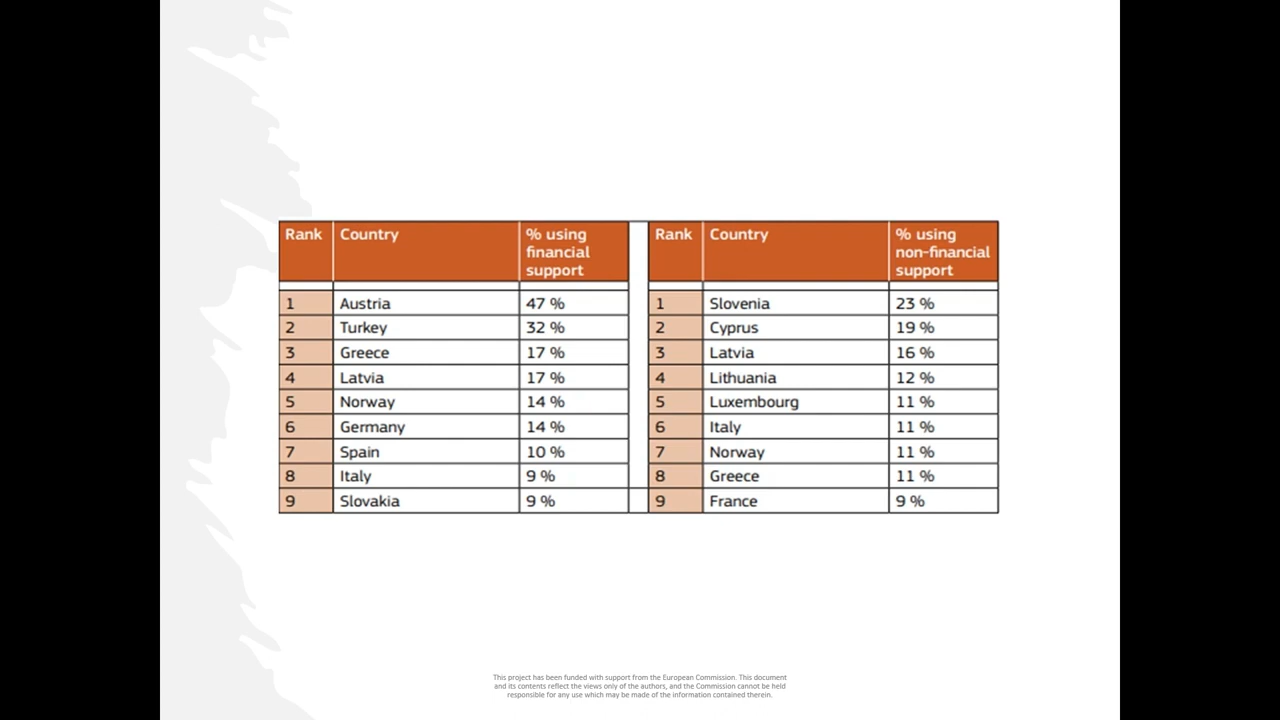 Rank Country % using financial support Rank Country % using non-financial support
1 Austria 47 % 1 Slovenia 23 %
2 Turkey 32 % 2 Cyprus 19 %
3 Greece 17 % 3 Latvia 16 %
4 Latvia 17 % 4 Lithuania 12 %
5 Norway 14 % 5 Luxembourg 11 %
6 Germany 14 % 6 Italy 11 %
7 Spain 10 % 7 Norway 11 %
8 Italy 9 % 8 Greece 11 %
9 Slovakia 9 % 9 France 9 %
This project has been funded with support from the European Commission. This document
and its contents reflect the views only of the authors, and the Commission cannot be held
responsible for any use which may be made of the information contained therein.